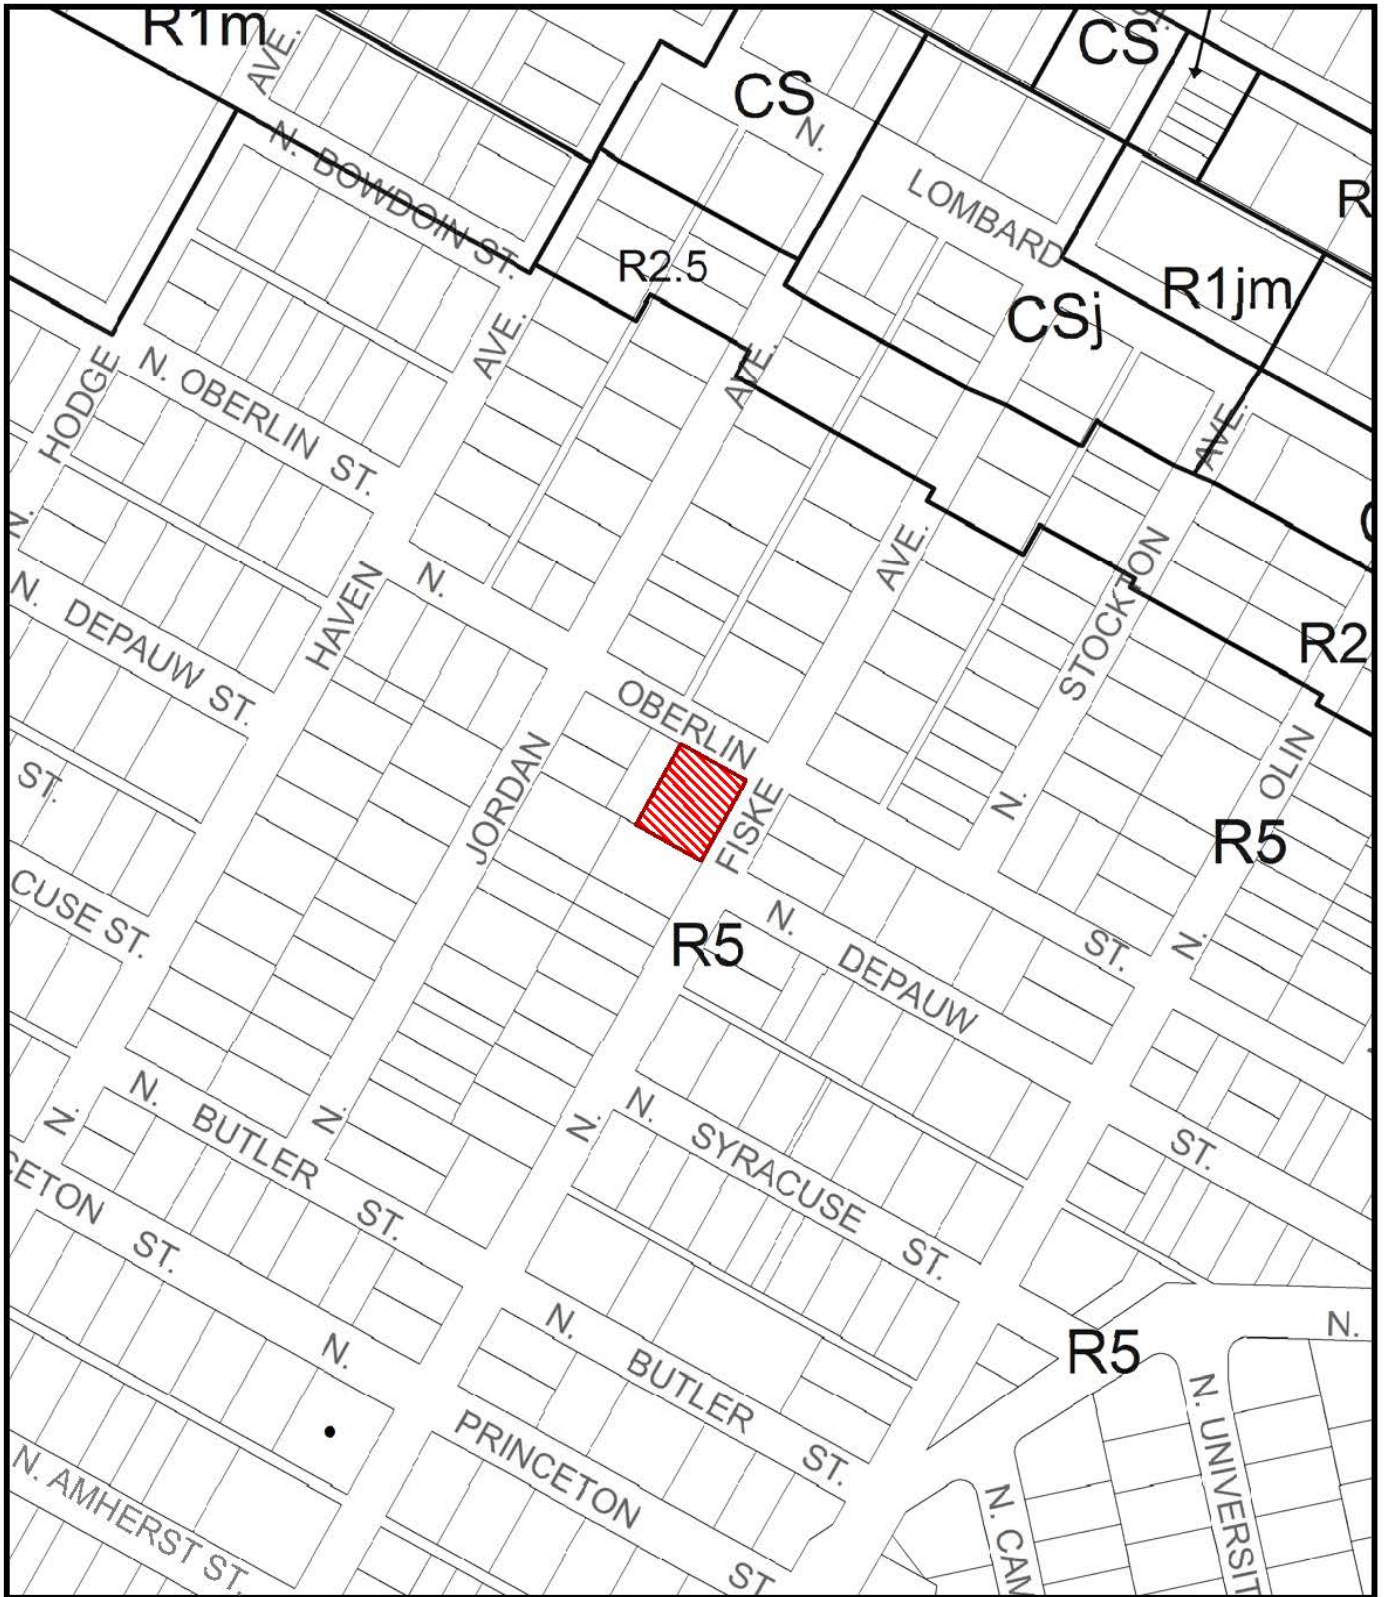 R1m
AVE.
CS
CS
ST.
N.
N. BOWDOIN ST.
LOMBARD
R
R2.5
R1jm
CSj
AVE.
AVE.
HODGE
N. OBERLIN ST.
AVE.
N.
AVE.
N.
HAVEN
STOCKTON
N. DEPAUW ST.
R2
OBERLIN
JORDAN
OLIN
ST.
FISKE
N.
R5
CUSE ST.
R5
N. DEPAUW
ST.
N.
N. BUTLER ST.
N.
N.
N.
N. SYRACUSE ST.
ST.
CETON ST.
N.
R5
N.
N. BUTLER ST.
N. UNIVERSIT
PRINCETON ST
N. AMHERST ST.
N. CAM